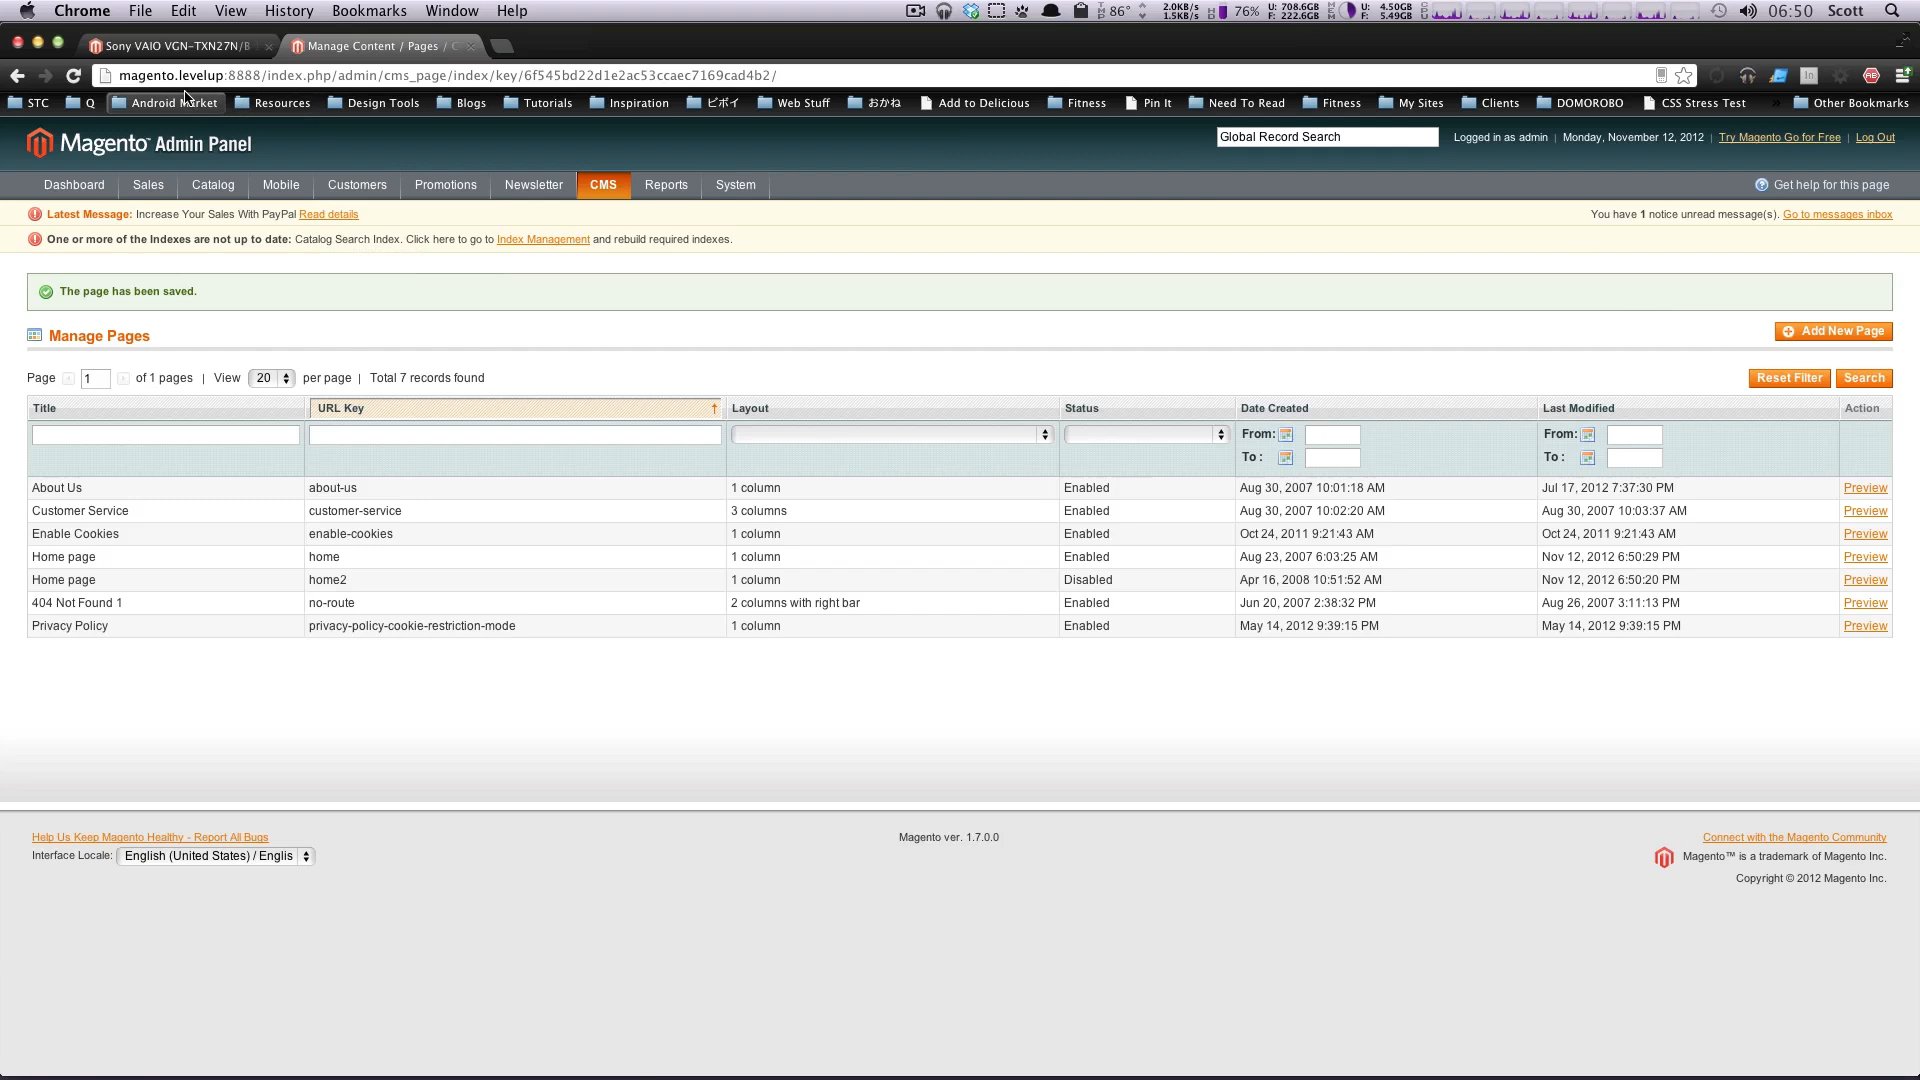 Chrome File Edit View History Bookmarks Window Help 86° 2.0KB/s 1.5KB/s 76% U: 708.6GB F: 222.6GB U: 4.50GB F: 5.49GB 06:50 Scott
Sony VAIO VGN-TXN27N/B Manage Content / Pages / C
magento.levelup:8888/index.php/admin/cms_page/index/key/6f545bd22d1e2ac53ccaec7169cad4b2/
STC Q Android Market Resources Design Tools Blogs Tutorials Inspiration ビボイ Web Stuff おかね Add to Delicious Fitness Pin It Need To Read Fitness My Sites Clients DOMOROBO CSS Stress Test » Other Bookmarks
Magento™ Admin Panel Global Record Search Logged in as admin | Monday, November 12, 2012 | Try Magento Go for Free | Log Out
Dashboard Sales Catalog Mobile Customers Promotions Newsletter CMS Reports System Get help for this page
Latest Message: Increase Your Sales With PayPal Read details You have 1 notice unread message(s). Go to messages inbox
One or more of the Indexes are not up to date: Catalog Search Index. Click here to go to Index Management and rebuild required indexes.
The page has been saved.
Manage Pages Add New Page
Page 1 of 1 pages | View 20 per page | Total 7 records found Reset Filter Search
Title URL Key Layout Status Date Created Last Modified Action
From: From:
To : To :
About Us about-us 1 column Enabled Aug 30, 2007 10:01:18 AM Jul 17, 2012 7:37:30 PM Preview
Customer Service customer-service 3 columns Enabled Aug 30, 2007 10:02:20 AM Aug 30, 2007 10:03:37 AM Preview
Enable Cookies enable-cookies 1 column Enabled Oct 24, 2011 9:21:43 AM Oct 24, 2011 9:21:43 AM Preview
Home page home 1 column Enabled Aug 23, 2007 6:03:25 AM Nov 12, 2012 6:50:29 PM Preview
Home page home2 1 column Disabled Apr 16, 2008 10:51:52 AM Nov 12, 2012 6:50:20 PM Preview
404 Not Found 1 no-route 2 columns with right bar Enabled Jun 20, 2007 2:38:32 PM Aug 26, 2007 3:11:13 PM Preview
Privacy Policy privacy-policy-cookie-restriction-mode 1 column Enabled May 14, 2012 9:39:15 PM May 14, 2012 9:39:15 PM Preview
Help Us Keep Magento Healthy - Report All Bugs Magento ver. 1.7.0.0 Connect with the Magento Community
Interface Locale: English (United States) / Englis Magento™ is a trademark of Magento Inc.
Copyright © 2012 Magento Inc.